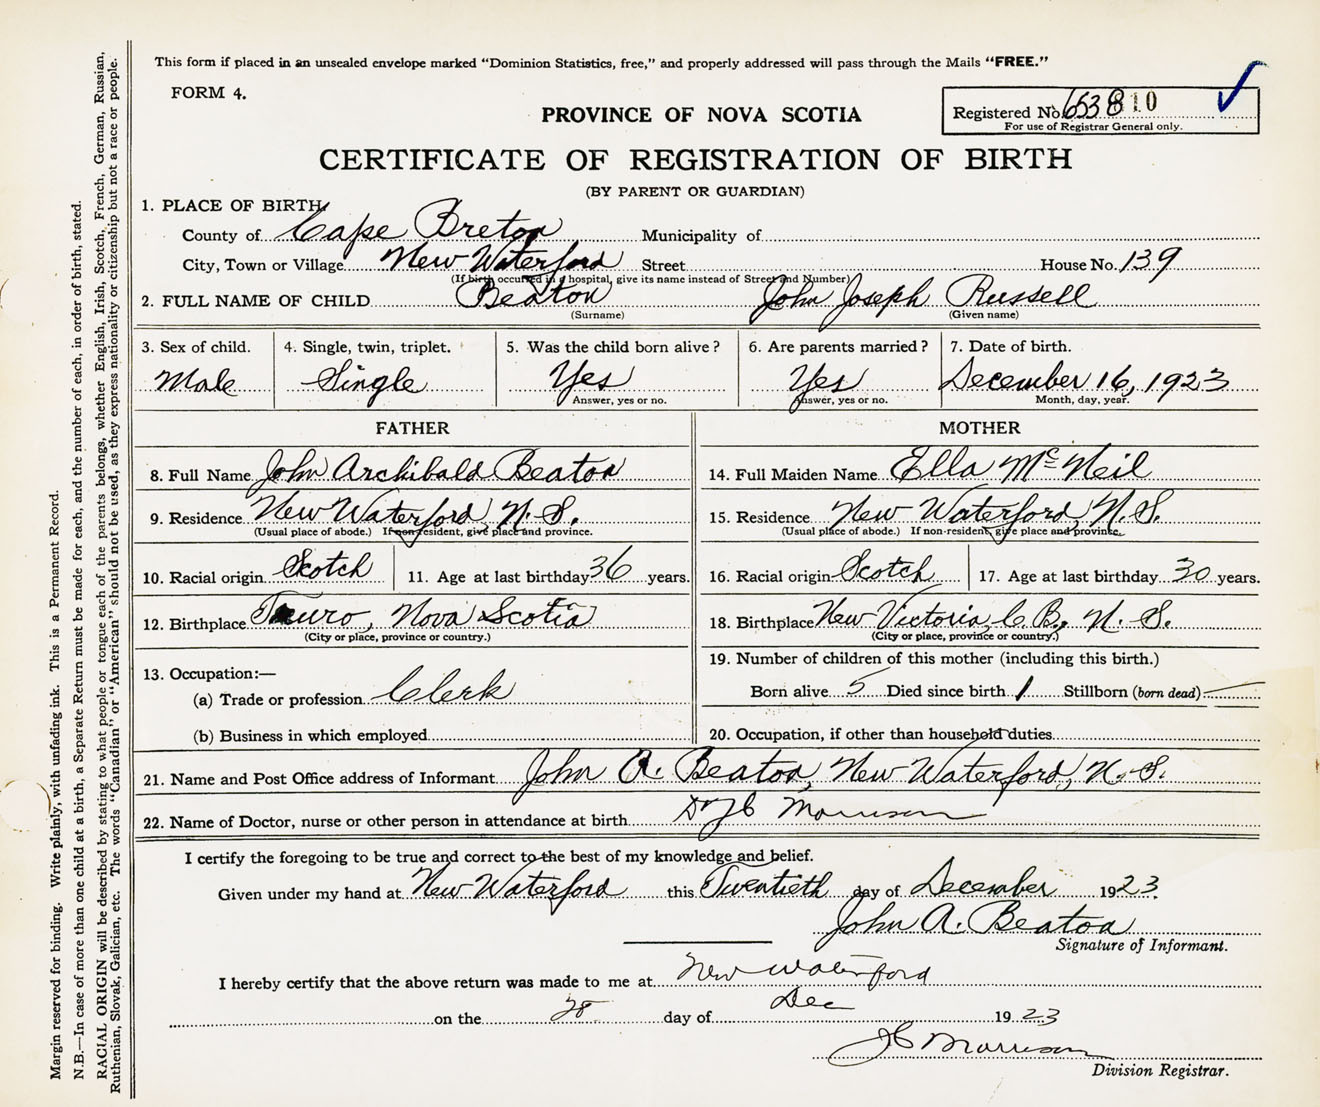 This form if placed in an unsealed envelope marked "Dominion Statistics, free," and properly addressed will pass through the Mails "FREE."
FORM 4.
PROVINCE OF NOVA SCOTIA
Registered No. 653810
For use of Registrar General only.
CERTIFICATE OF REGISTRATION OF BIRTH
(BY PARENT OR GUARDIAN)
1. PLACE OF BIRTH,
County of Cape Breton Municipality of
City, Town or Village New Waterford Street House No. 139
(If birth occurred in a hospital, give its name instead of Street and Number)
2. FULL NAME OF CHILD Beaton John Joseph Russell
(Surname) (Given name)
3. Sex of child. 4. Single, twin, triplet. 5. Was the child born alive? 6. Are parents married? 7. Date of birth.
Male Single Yes Yes December 16, 1923
Answer, yes or no. Answer, yes or no. Month, day, year.
FATHER MOTHER
8. Full Name John Archibald Beaton 14. Full Maiden Name Ella McNeil
9. Residence New Waterford, N.S. 15. Residence New Waterford, N.S.
(Usual place of abode.) If non-resident, give place and province. (Usual place of abode.) If non-resident, give place and province.
10. Racial origin Scotch 11. Age at last birthday 36 years. 16. Racial origin Scotch 17. Age at last birthday 30 years.
12. Birthplace Truro, Nova Scotia 18. Birthplace New Victoria, C.B., N.S.
(City or place, province or country.) (City or place, province or country.)
13. Occupation:— 19. Number of children of this mother (including this birth.)
(a) Trade or profession Clerk Born alive 5 Died since birth 1 Stillborn (born dead) —
(b) Business in which employed 20. Occupation, if other than household duties
21. Name and Post Office address of Informant John A. Beaton, New Waterford, N.S.
22. Name of Doctor, nurse or other person in attendance at birth Dr JC Morrison
I certify the foregoing to be true and correct to the best of my knowledge and belief.
Given under my hand at New Waterford this Twentieth day of December 1923.
John A. Beaton
Signature of Informant.
I hereby certify that the above return was made to me at New Waterford
on the day of Dec 1923
JC Morrison
Division Registrar.
Margin reserved for binding. Write plainly, with unfading ink. This is a Permanent Record.
N.B.—In case of more than one child at a birth, a Separate Return must be made for each, and the number of each, in order of birth, stated.
RACIAL ORIGIN will be described by stating to what people or tongue each of the parents belongs, whether English, Irish, Scotch, French, German, Russian,
Ruthenian, Slovak, Galician, etc. The words "Canadian" or "American" should not be used, as they express nationality or citizenship but not a race or people.